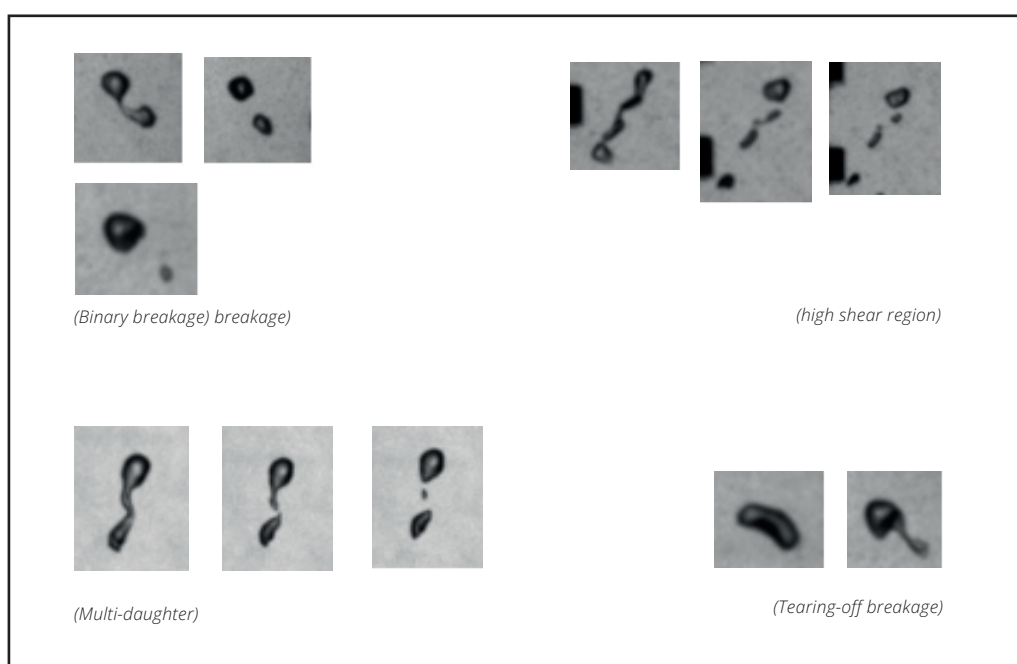 (Binary breakage) breakage)
(high shear region)
(Multi-daughter)
(Tearing-off breakage)